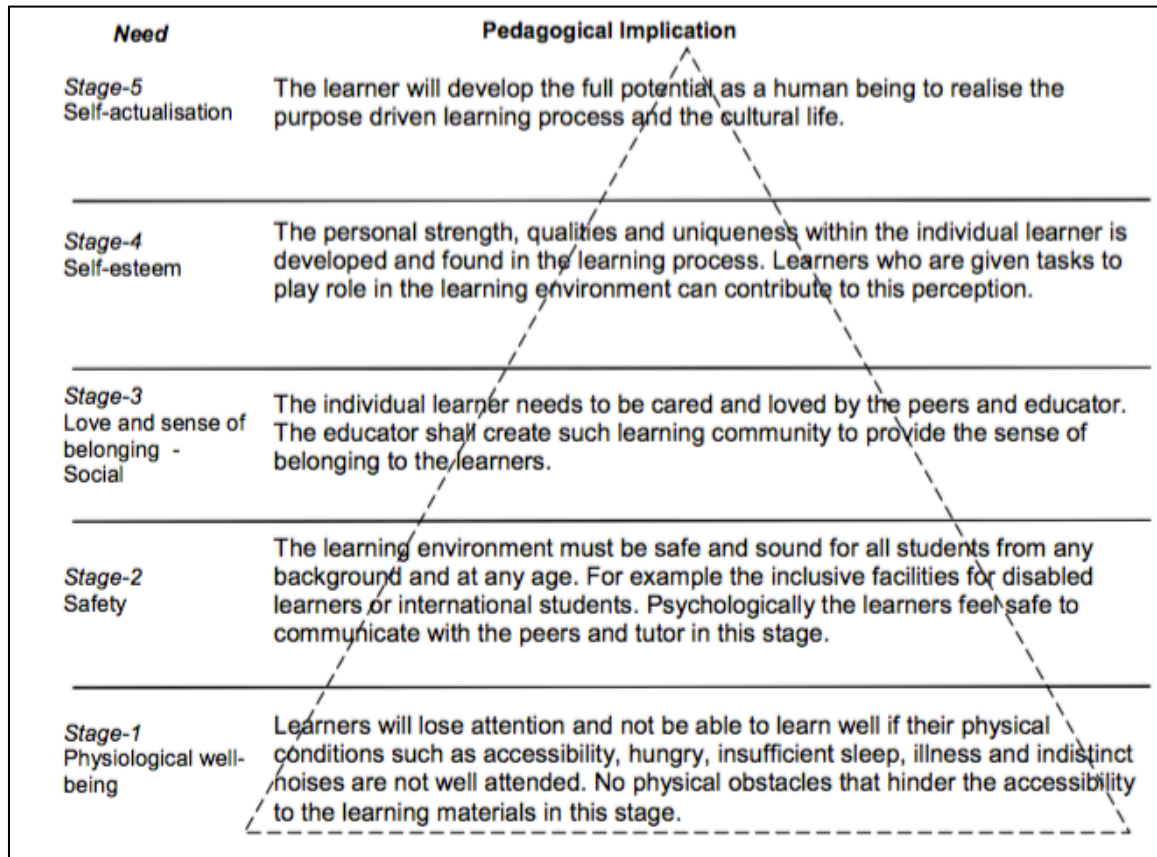 Need
Pedagogical Implication
Stage-5
Self-actualisation
The learner will develop the full potential as a human being to realise the
purpose driven learning process and the cultural life.
Stage-4
Self-esteem
The personal strength, qualities and uniqueness within the individual learner is
developed and found in the learning process. Learners who are given tasks to
play role in the learning environment can contribute to this perception.
Stage-3
Love and sense of
belonging -
Social
The individual learner needs to be cared and loved by the peers and educator.
The educator shall create such learning community to provide the sense of
belonging to the learners.
Stage-2
Safety
The learning environment must be safe and sound for all students from any
background and at any age. For example the inclusive facilities for disabled
learners or international students. Psychologically the learners feel safe to
communicate with the peers and tutor in this stage.
Stage-1
Physiological well-
being
Learners will lose attention and not be able to learn well if their physical
conditions such as accessibility, hungry, insufficient sleep, illness and indistinct
noises are not well attended. No physical obstacles that hinder the accessibility
to the learning materials in this stage.